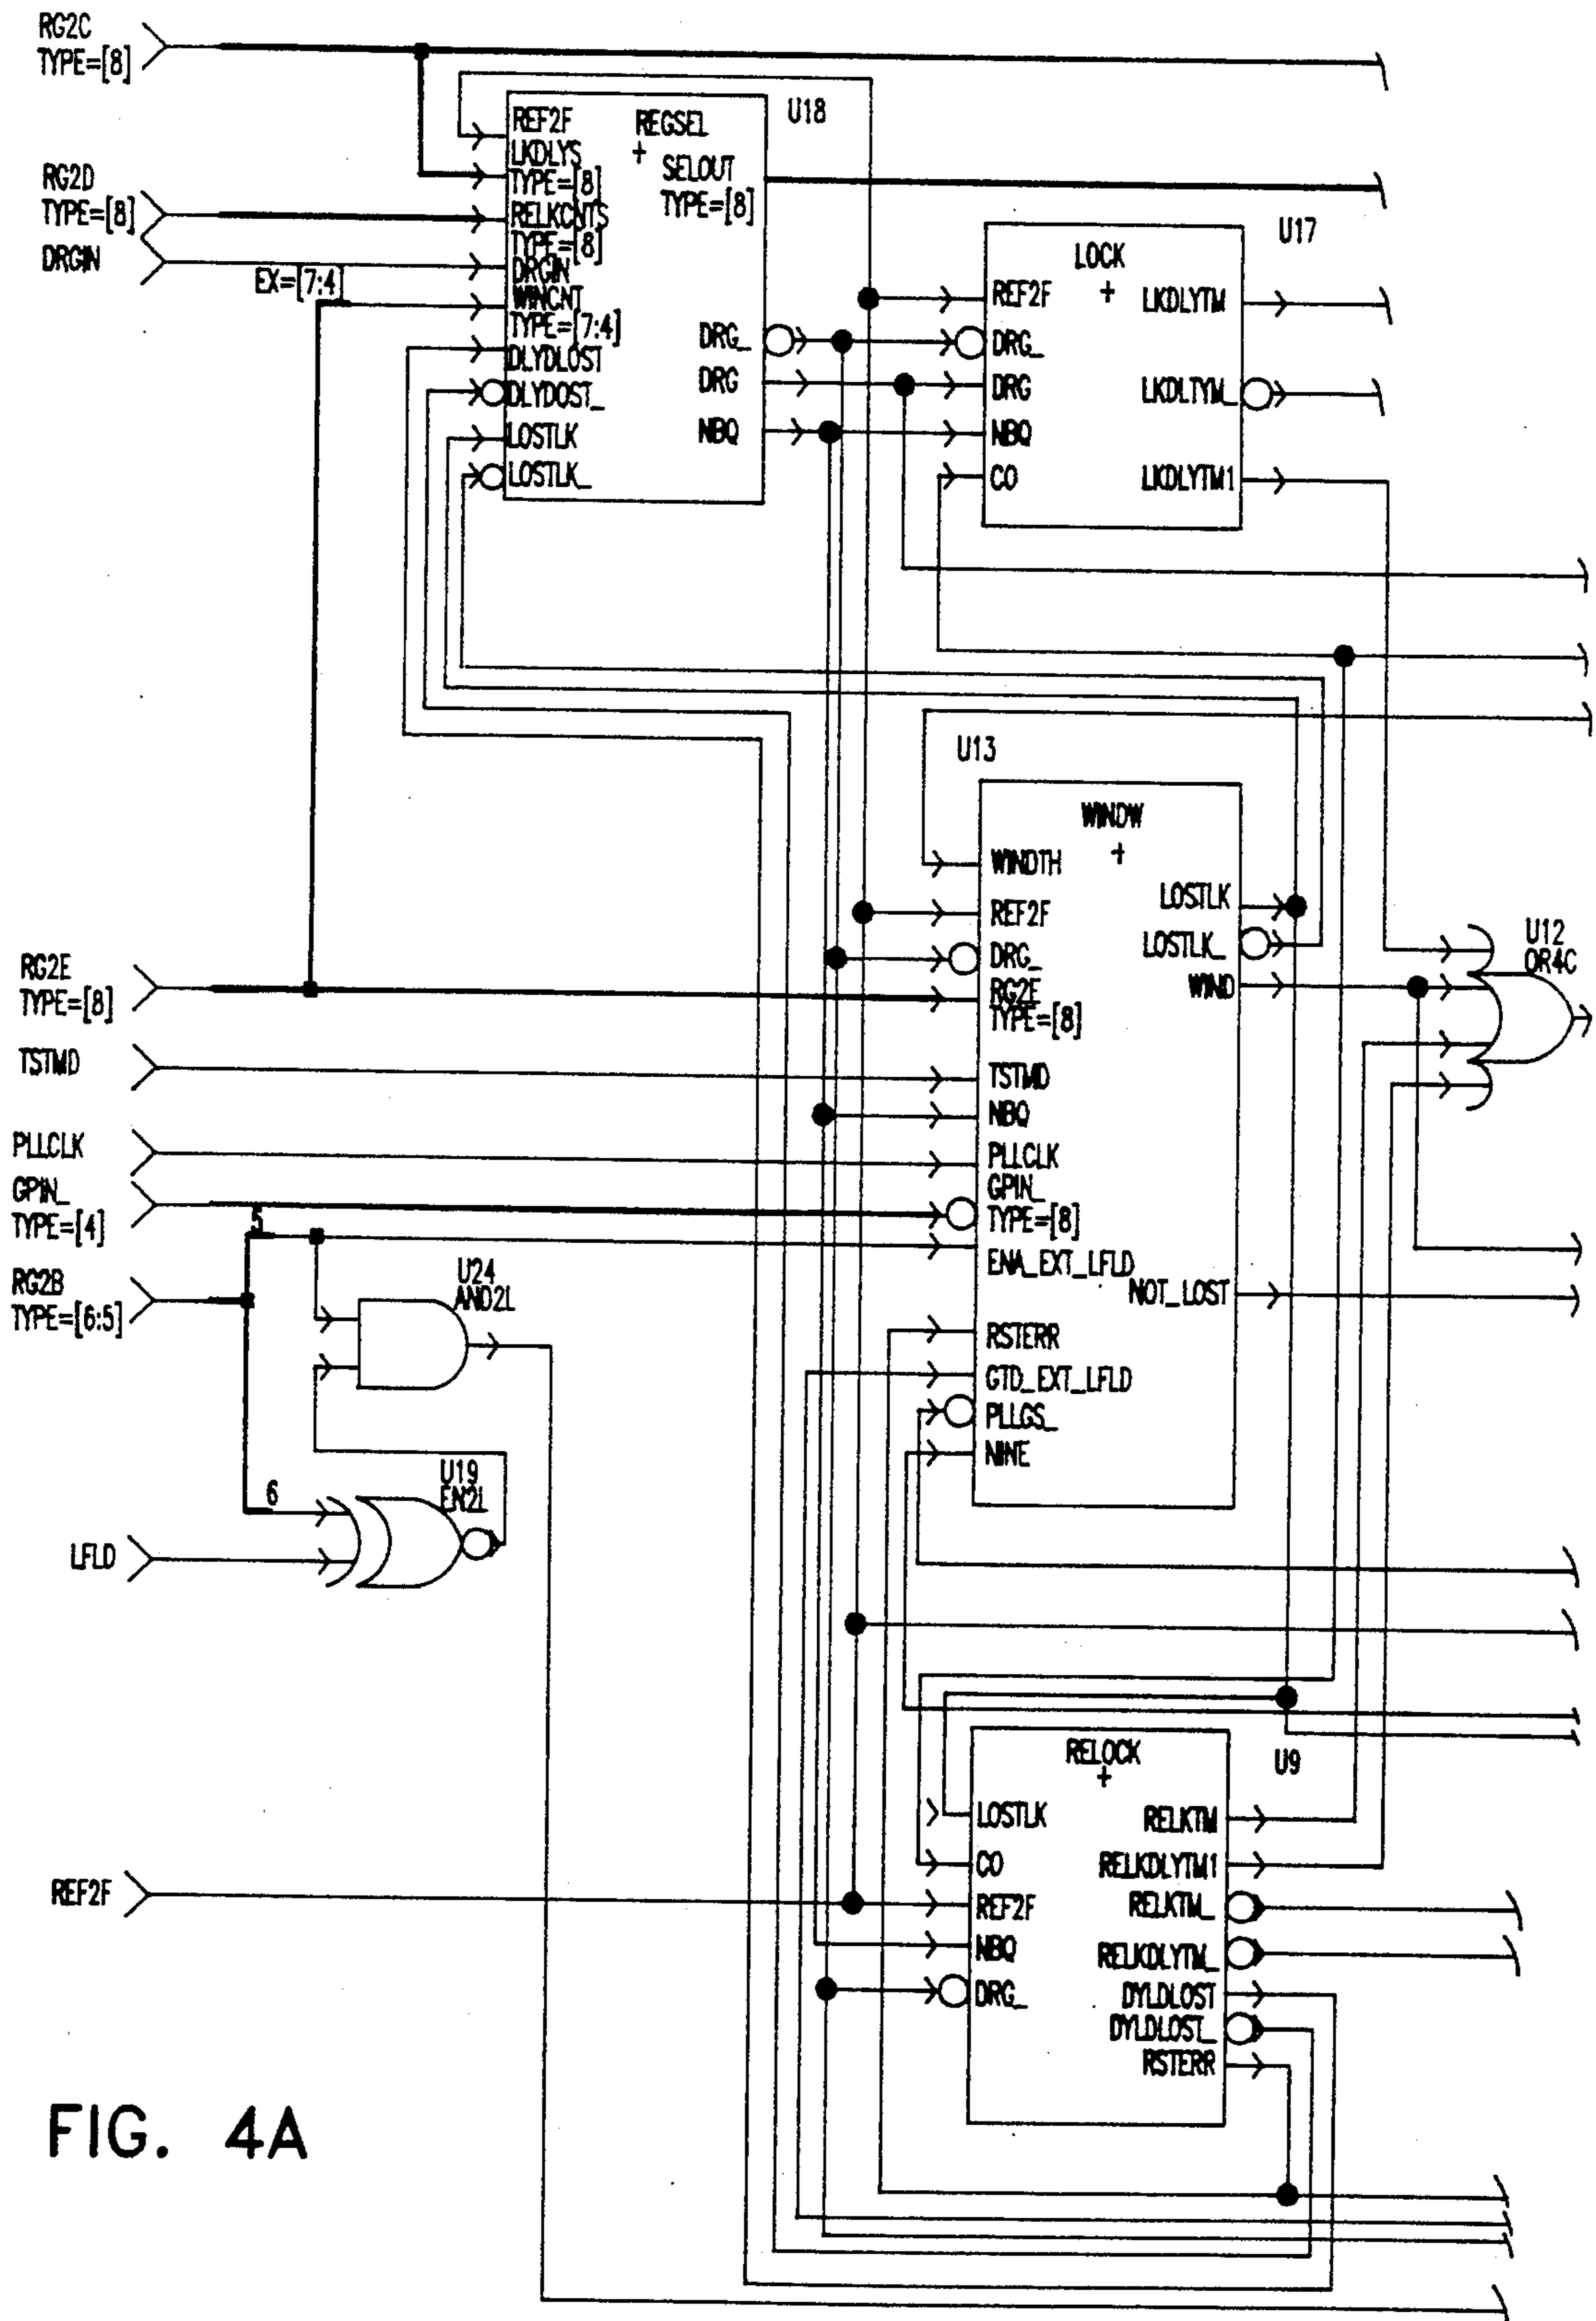 RG2C
TYPE=[8]
RG2D
TYPE=[8]
DRGIN
EX=[7:4]
U18
REGSEL
+
REF2F
LKDLYS
TYPE=[8]
RELKCNTS
TYPE=[8]
DRGIN
WINCNT
TYPE=[7:4]
DLYDLOST
DLYDOST_
LOSTLK
LOSTLK_
SELOUT
TYPE=[8]
DRG_
DRG
NBQ
U17
LOCK
+
REF2F
DRG_
DRG
NBQ
CO
LKDLYTM
LKDLTYM_
LKDLYTM1
U13
WINDW
+
WINDTH
REF2F
DRG_
RG2E
TYPE=[8]
TSTMD
NBQ
PLLCLK
GPIN_
TYPE=[8]
ENA_EXT_LFLD
RSTERR
GTD_EXT_LFLD
PLLGS_
NINE
LOSTLK
LOSTLK_
WIND
NOT_LOST
U12
OR4C
RG2E
TYPE=[8]
TSTMD
PLLCLK
GPIN_
TYPE=[4]
5
RG2B
TYPE=[6:5]
U24
AND2L
U19
EN2L
6
LFLD
REF2F
U9
RELOCK
+
LOSTLK
CO
REF2F
NBQ
DRG_
RELKTM
RELKDLYTM1
RELKTM_
RELKDLYTM_
DYLDLOST
DYLDLOST_
RSTERR
FIG. 4A